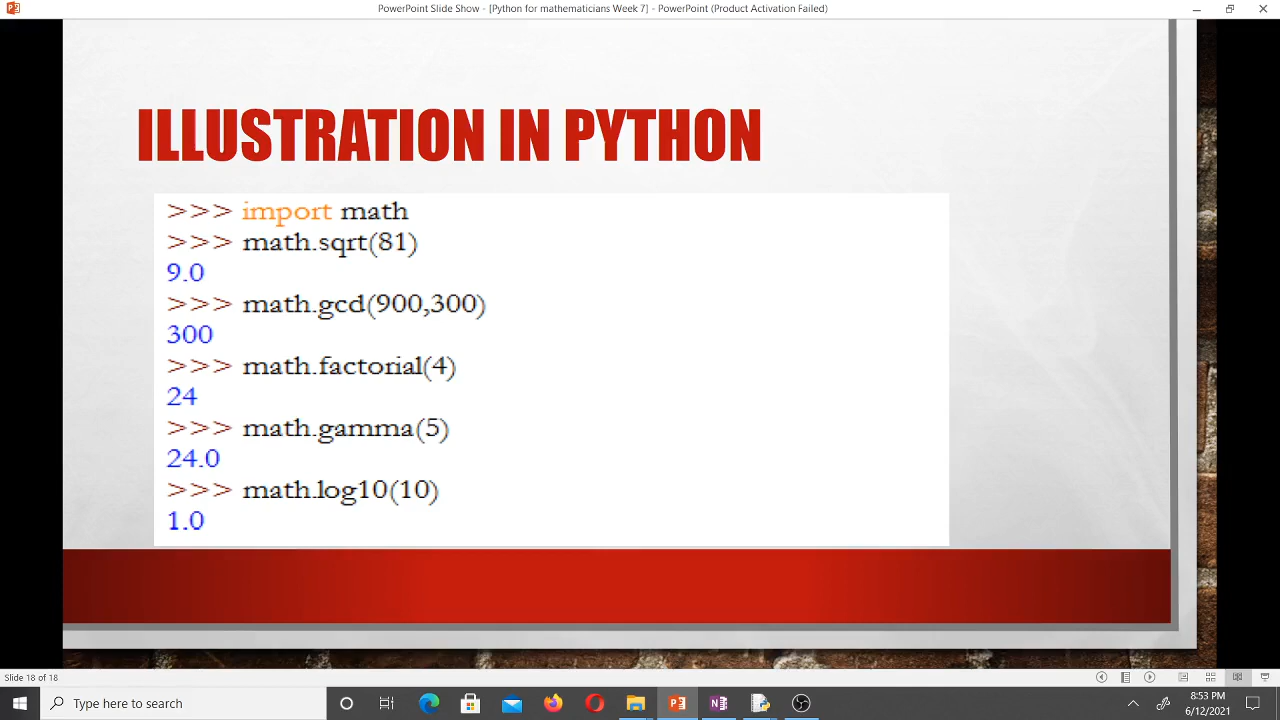 PowerPoint Slide Show - [Python for mathematicians Week 7] - PowerPoint (Product Activation Failed)
ILLUSTRATION IN PYTHON
>>> import math
>>> math.sqrt(81)
9.0
>>> math.gcd(900,300)
300
>>> math.factorial(4)
24
>>> math.gamma(5)
24.0
>>> math.log10(10)
1.0
Slide 18 of 18
Type here to search
8:53 PM
6/12/2021